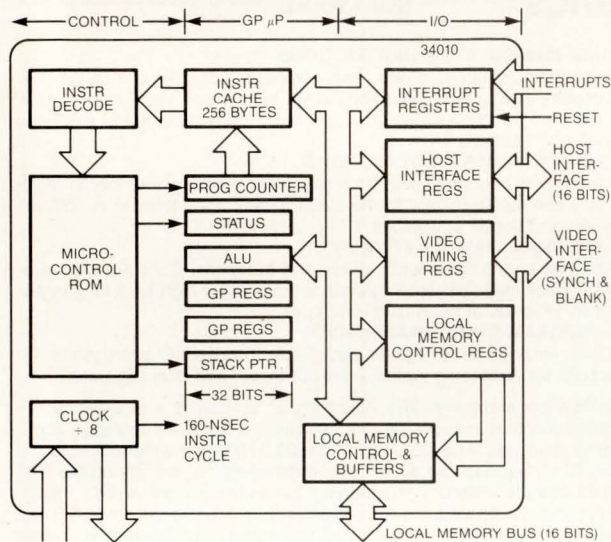 CONTROL
GP µP
I/O
34010
INSTR
DECODE
INSTR
CACHE
256 BYTES
INTERRUPT
REGISTERS
INTERRUPTS
RESET
HOST
INTERFACE
REGS
HOST
INTER-
FACE
(16 BITS)
PROG COUNTER
STATUS
MICRO-
CONTROL
ROM
ALU
VIDEO
TIMING
REGS
VIDEO
INTER-
FACE
(SYNCH &
BLANK)
GP REGS
GP REGS
STACK PTR
LOCAL
MEMORY
CONTROL REGS
32 BITS
CLOCK
÷ 8
160-NSEC
INSTR
CYCLE
LOCAL MEMORY
CONTROL &
BUFFERS
LOCAL MEMORY BUS (16 BITS)